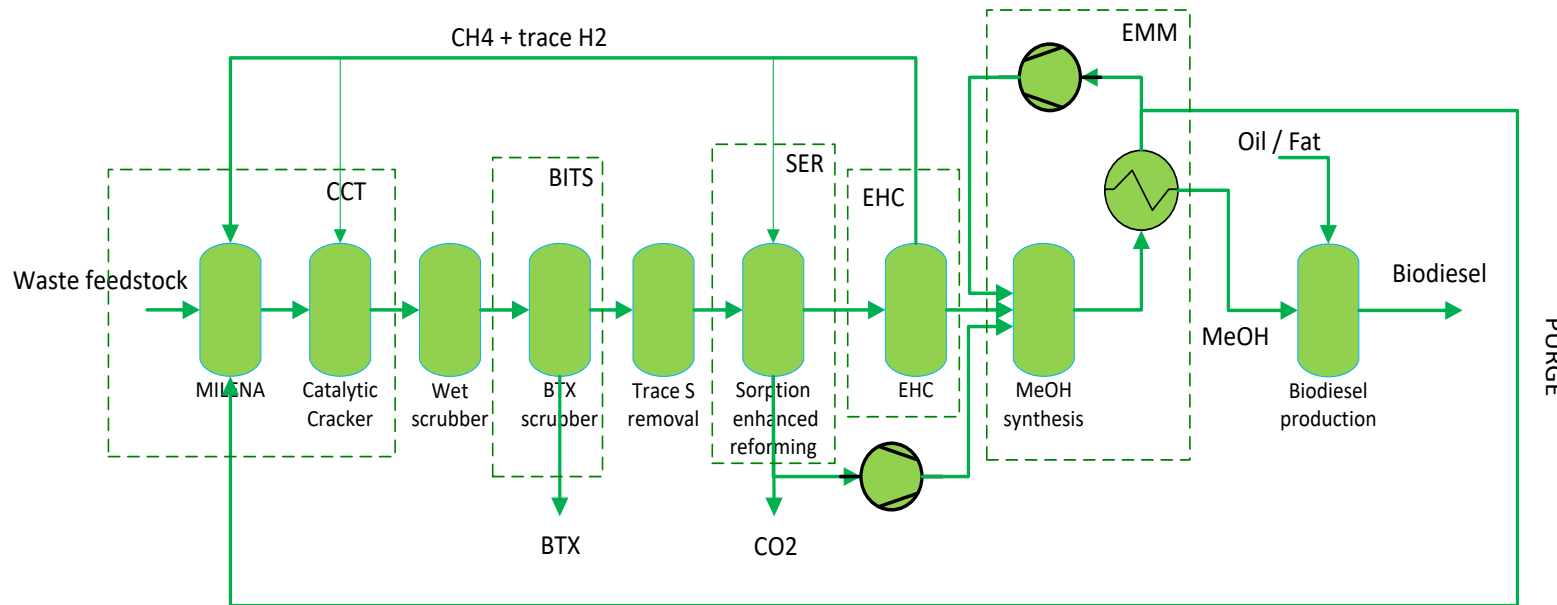 CH4 + trace H2
EMM
CCT
BITS
SER
EHC
Oil / Fat
Waste feedstock
Biodiesel
MeOH
PURGE
MILENA
Catalytic
Cracker
Wet
scrubber
BTX
scrubber
Trace S
removal
Sorption
enhanced
reforming
EHC
MeOH
synthesis
Biodiesel
production
BTX
CO2